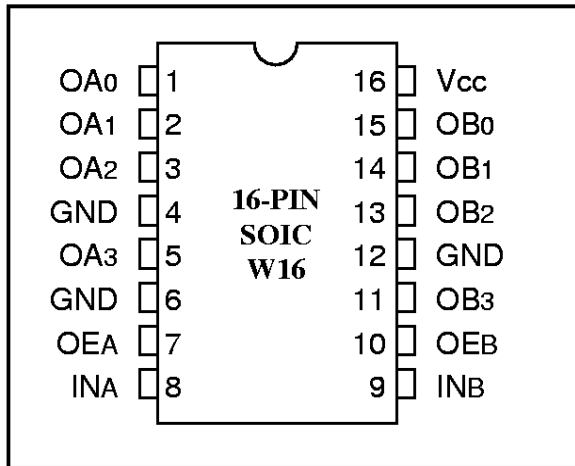 OA0 1 16 Vcc
OA1 2 15 OB0
OA2 3 14 OB1
GND 4 13 OB2
OA3 5 12 GND
GND 6 11 OB3
OEA 7 10 OEB
INA 8 9 INB
16-PIN
SOIC
W16